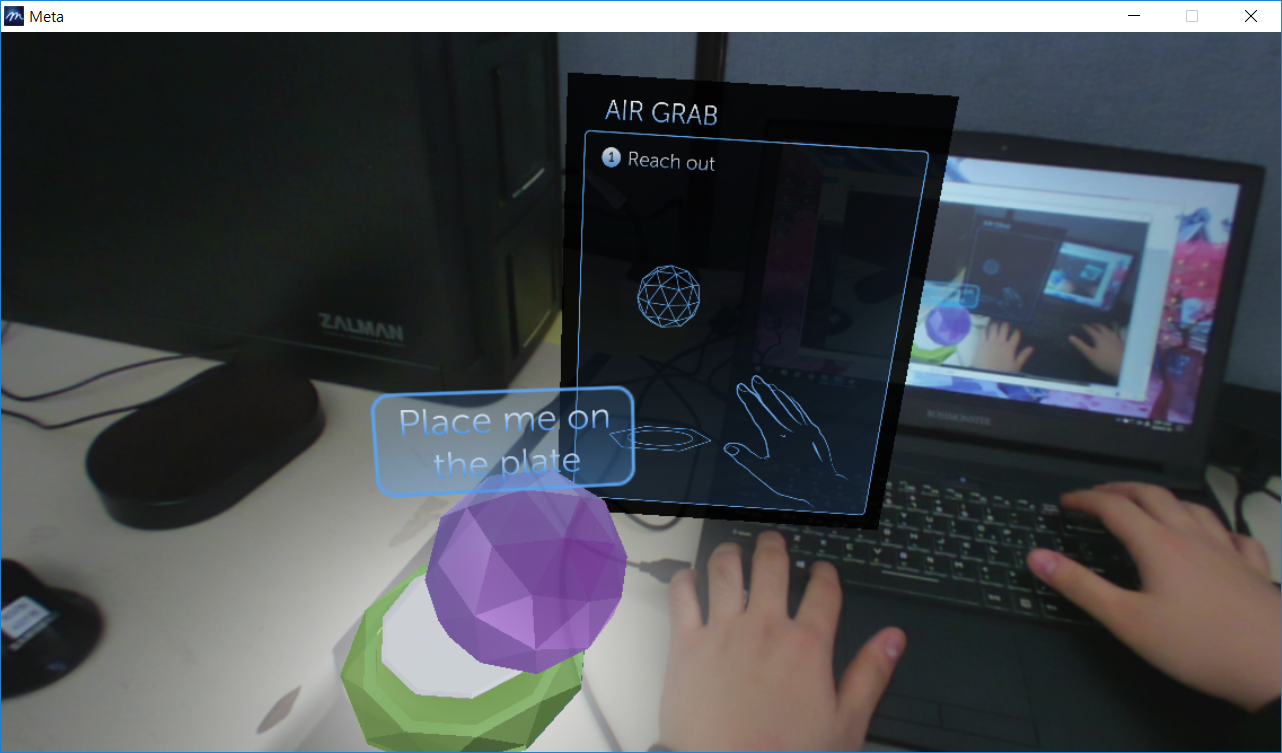 Meta
AIR GRAB
1 Reach out
ZALMAN
Place me on
the plate